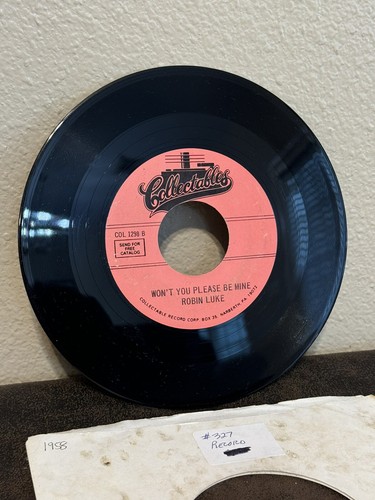 Collectables
COL 1298 B
SEND FOR
FREE
CATALOG
WON'T YOU PLEASE BE MINE
ROBIN LUKE
COLLECTABLE RECORD CORP. BOX 35 NARBERTH PA. 19072
1958
#327
RECORD